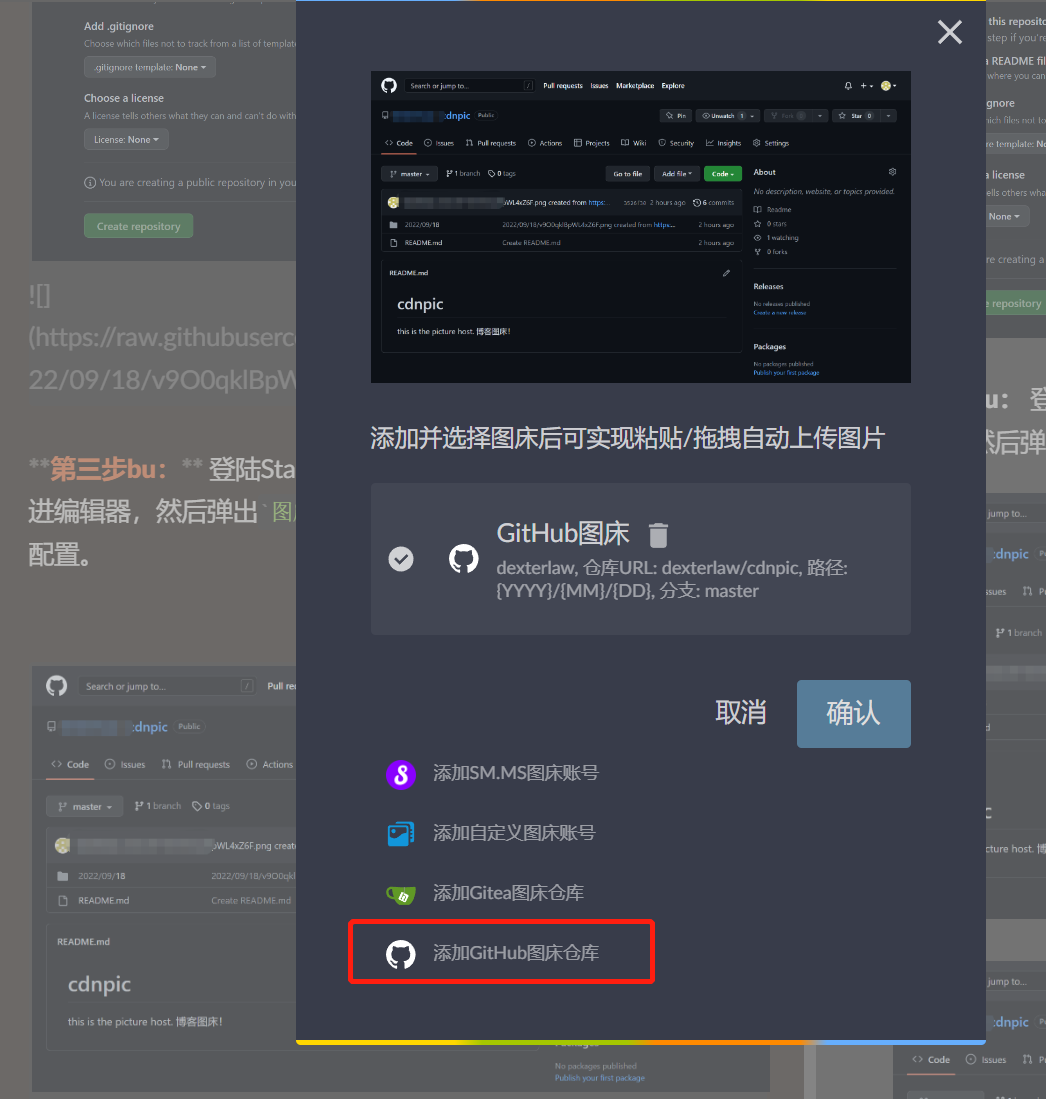 Add .gitignore
Choose which files not to track from a list of template
.gitignore template: None
Choose a license
A license tells others what they can and can't do with
License: None
You are creating a public repository in you
Create repository
![]
(https://raw.githubuserc
22/09/18/v9O0qklBpW
**第三步bu：** 登陆Sta
进编辑器，然后弹出`图
配置。
Search or jump to... /
Pull re
cdnpic Public
Code Issues Pull requests Actions
master 1 branch 0 tags
WL4xZ6F.png create
2022/09/18 2022/09/18/v9O0qkl
README.md Create README.md
README.md
cdnpic
this is the picture host. 博客图床！
Search or jump to... / Pull requests Issues Marketplace Explore
cdnpic Public Pin Unwatch 1 Fork 0 Star 0
Code Issues Pull requests Actions Projects Wiki Security Insights Settings
master 1 branch 0 tags Go to file Add file Code
WL4xZ6F.png created from https:... 2 hours ago 6 commits
2022/09/18 2022/09/18/v9O0qklBpWL4xZ6F.png created from https:... 2 hours ago
README.md Create README.md 2 hours ago
README.md
cdnpic
this is the picture host. 博客图床！
About
No description, website, or topics provided.
Readme
0 stars
1 watching
0 forks
Releases
No releases published
Create a new release
Packages
No packages published
Publish your first package
添加并选择图床后可实现粘贴/拖拽自动上传图片
GitHub图床
dexterlaw, 仓库URL: dexterlaw/cdnpic, 路径:
{YYYY}/{MM}/{DD}, 分支: master
取消 确认
添加SM.MS图床账号
添加自定义图床账号
添加Gitea图床仓库
添加GitHub图床仓库
Packages
No packages published
Publish your first package
this reposito
step if you're
a README fil
where you can
gnore
hich files not to
re template: No
a license
ells others wha
None
re creating a
e repository
bu： 登
然后弹
jump to...
cdnpic
ssues
1 branch
this is the picture host. 博
jump to...
cdnpic
Code Issues